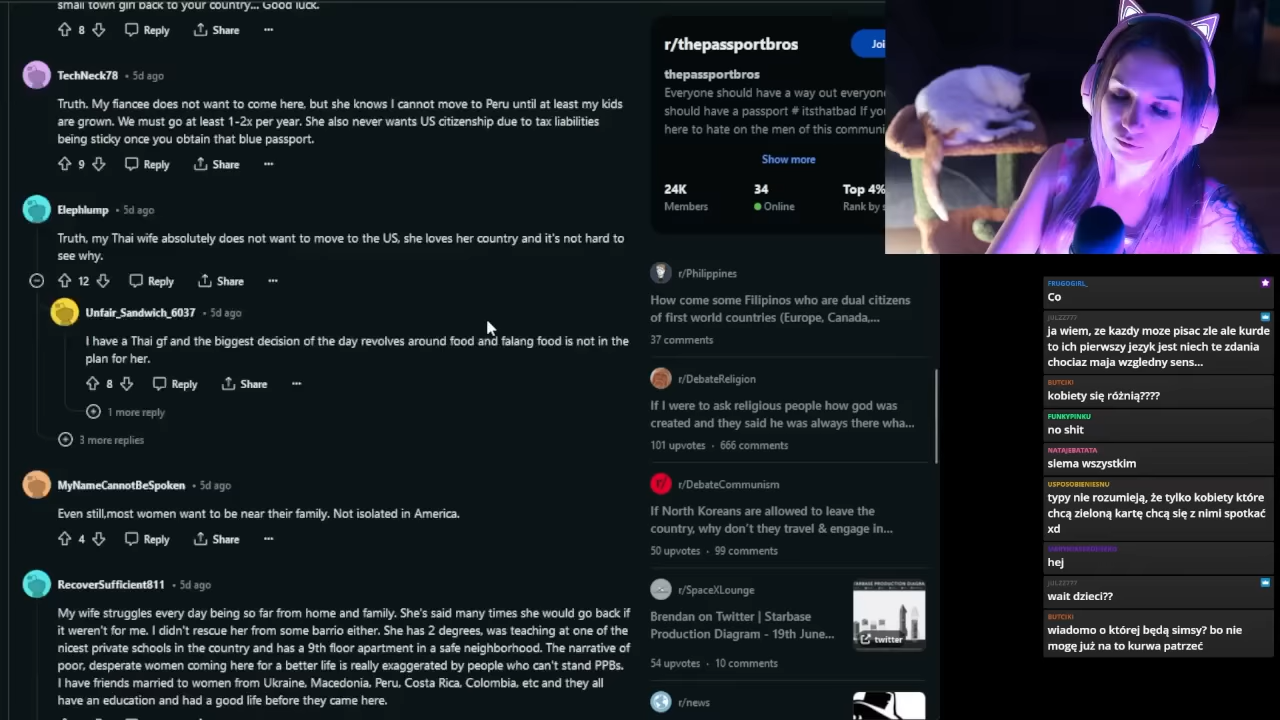 small town girl back to your country... Good luck.
8 Reply Share
TechNeck78 • 5d ago
Truth. My fiancee does not want to come here, but she knows I cannot move to Peru until at least my kids
are grown. We must go at least 1-2x per year. She also never wants US citizenship due to tax liabilities
being sticky once you obtain that blue passport.
9 Reply Share
Elephlump • 5d ago
Truth, my Thai wife absolutely does not want to move to the US, she loves her country and it's not hard to
see why.
12 Reply Share
Unfair_Sandwich_6037 • 5d ago
I have a Thai gf and the biggest decision of the day revolves around food and falang food is not in the
plan for her.
8 Reply Share
1 more reply
3 more replies
MyNameCannotBeSpoken • 5d ago
Even still,most women want to be near their family. Not isolated in America.
4 Reply Share
RecoverSufficient811 • 5d ago
My wife struggles every day being so far from home and family. She's said many times she would go back if
it weren't for me. I didn't rescue her from some barrio either. She has 2 degrees, was teaching at one of the
nicest private schools in the country and has a 9th floor apartment in a safe neighborhood. The narrative of
poor, desperate women coming here for a better life is really exaggerated by people who can't stand PPBs.
I have friends married to women from Ukraine, Macedonia, Peru, Costa Rica, Colombia, etc and they all
have an education and had a good life before they came here.
r/thepassportbros
Joi
thepassportbros
Everyone should have a way out everyone
should have a passport # itsthatbad If you
here to hate on the men of this communi
Show more
24K 34 Top 4%
Members Online Rank by s
r/Philippines
How come some Filipinos who are dual citizens
of first world countries (Europe, Canada,...
37 comments
r/DebateReligion
If I were to ask religious people how god was
created and they said he was always there wha...
101 upvotes • 666 comments
r/DebateCommunism
If North Koreans are allowed to leave the
country, why don't they travel & engage in...
50 upvotes • 99 comments
r/SpaceXLounge
Brendan on Twitter | Starbase
Production Diagram - 19th June...
twitter
54 upvotes • 10 comments
r/news
FRUGOGIRL_
Co
JULZZ777
ja wiem, ze kazdy moze pisac zle ale kurde
to ich pierwszy jezyk jest niech te zdania
chociaz maja wzgledny sens...
BUTCIKI
kobiety się różnią????
FUNKYPINKU
no shit
NATAJEBATATA
siema wszystkim
USPOSOBIENIESNU
typy nie rozumieją, że tylko kobiety które
chcą zieloną kartę chcą się z nimi spotkać
xd
hej
JULZZ777
wait dzieci??
BUTCIKI
wiadomo o której będą simsy? bo nie
mogę już na to kurwa patrzeć